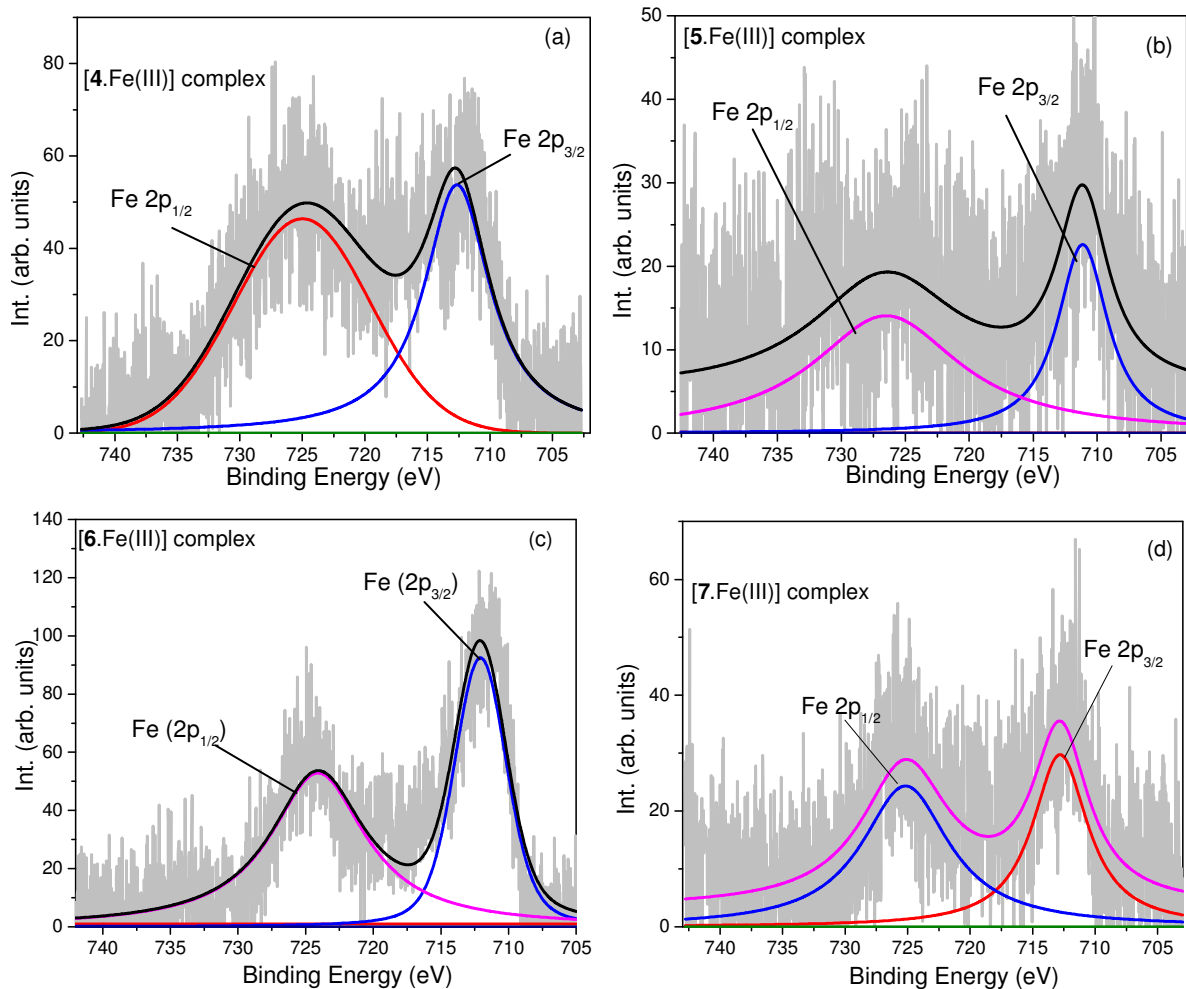 (a)
[4.Fe(III)] complex
Fe 2p3/2
Fe 2p1/2
Int. (arb. units)
80
60
40
20
0
740 735 730 725 720 715 710 705
Binding Energy (eV)
(b)
[5.Fe(III)] complex
Fe 2p3/2
Fe 2p1/2
Int. (arb. units)
50
40
30
20
10
0
740 735 730 725 720 715 710 705
Binding Energy (eV)
(c)
[6.Fe(III)] complex
Fe (2p3/2)
Fe (2p1/2)
Int. (arb. units)
140
120
100
80
60
40
20
0
740 735 730 725 720 715 710 705
Binding Energy (eV)
(d)
[7.Fe(III)] complex
Fe 2p3/2
Fe 2p1/2
Int. (arb. units)
60
40
20
0
740 735 730 725 720 715 710 705
Binding Energy (eV)